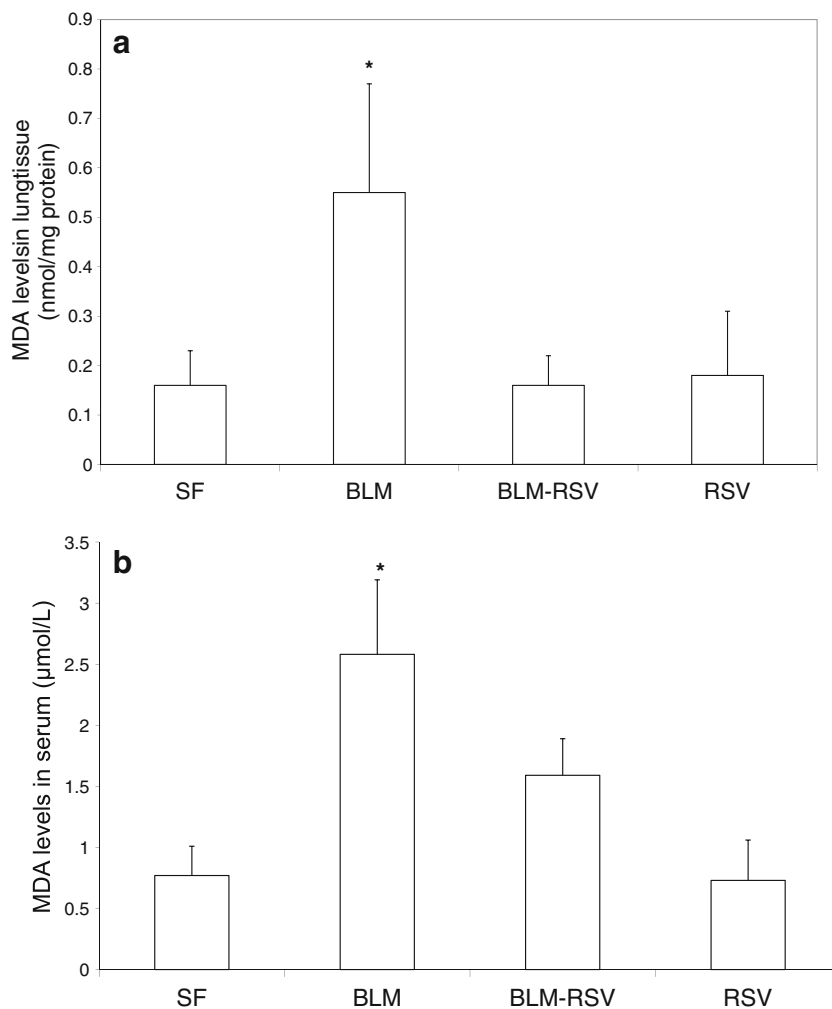 a
*
MDA levelsin lungtissue
(nmol/mg protein)
0.9
0.8
0.7
0.6
0.5
0.4
0.3
0.2
0.1
0
SF BLM BLM-RSV RSV
b
*
MDA levels in serum (μmol/L)
3.5
3
2.5
2
1.5
1
0.5
0
SF BLM BLM-RSV RSV